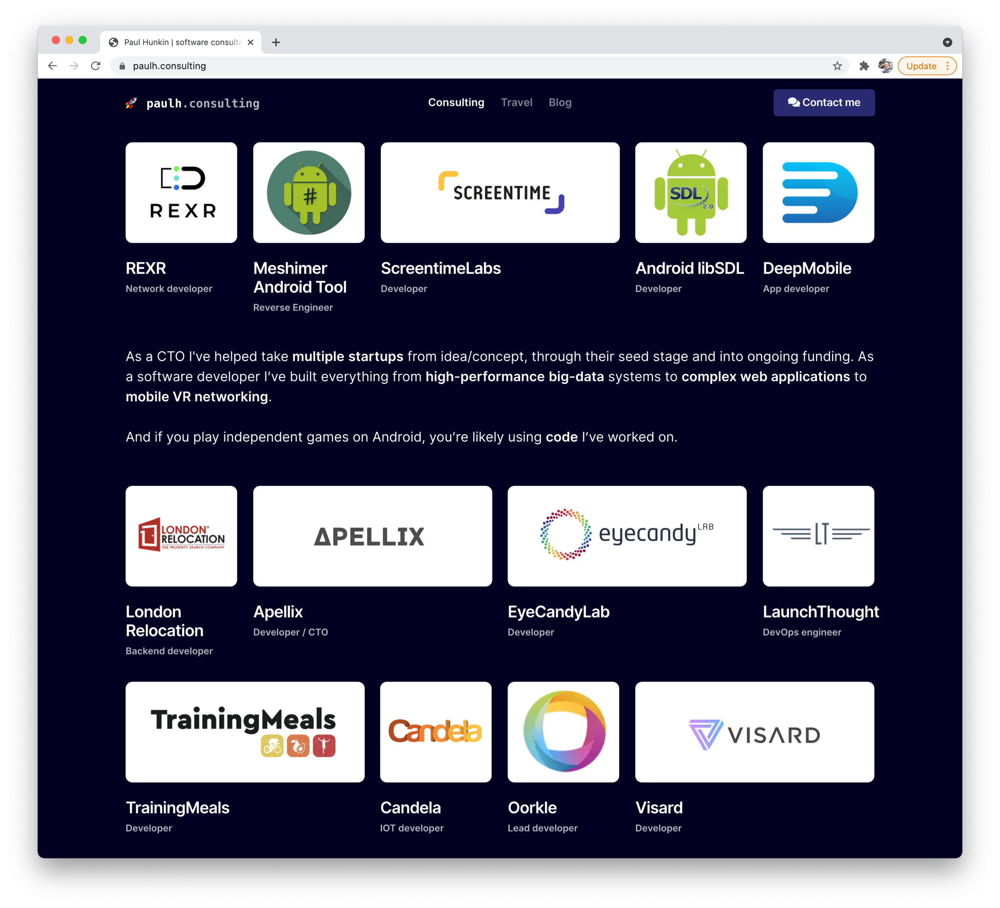 Paul Hunkin | software consulta
paulh.consulting
Update
paulh.consulting
Consulting Travel Blog
Contact me
REXR
#
SCREENTIME
SDL
2.0
REXR
Network developer
Meshimer
Android Tool
Reverse Engineer
ScreentimeLabs
Developer
Android libSDL
Developer
DeepMobile
App developer
As a CTO I've helped take multiple startups from idea/concept, through their seed stage and into ongoing funding. As
a software developer I’ve built everything from high-performance big-data systems to complex web applications to
mobile VR networking.
And if you play independent games on Android, you’re likely using code I’ve worked on.
LONDON®
RELOCATION
THE PROPERTY SEARCH COMPANY
APELLIX
eyecandy LAB
LT
London
Relocation
Backend developer
Apellix
Developer / CTO
EyeCandyLab
Developer
LaunchThought
DevOps engineer
TrainingMeals
Candela
VISARD
TrainingMeals
Developer
Candela
IOT developer
Oorkle
Lead developer
Visard
Developer